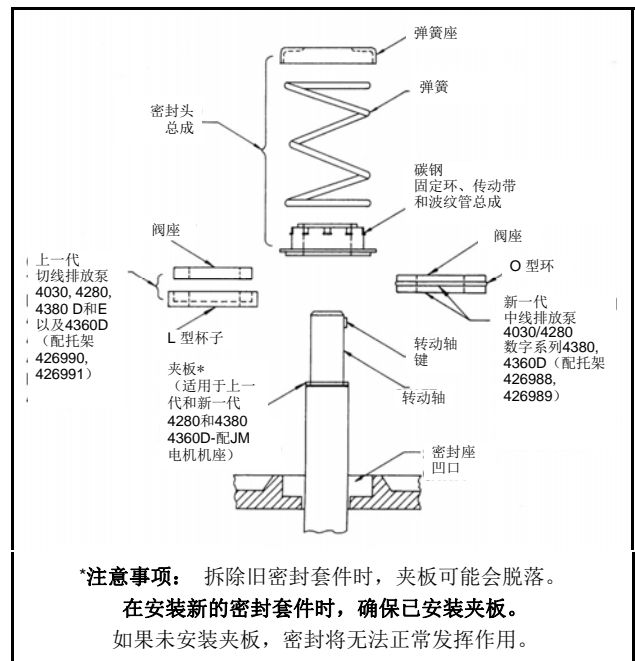 弹簧座
弹簧
密封头
总成
碳钢
固定环、传动带
和波纹管总成
阀座
上一代
切线排放泵
4030, 4280,
4380 D和E
以及4360D
（配托架
426990,
426991）
L 型杯子
阀座
O 型环
新一代
中线排放泵
4030/4280
数字系列4380,
4360D（配托架
426988,
426989）
夹板*
（适用于上一
代和新一代
4280和4380
4360D-配JM
电机机座）
转动轴
键
转动轴
密封座
凹口
*注意事项： 拆除旧密封套件时，夹板可能会脱落。
在安装新的密封套件时，确保已安装夹板。
如果未安装夹板，密封将无法正常发挥作用。